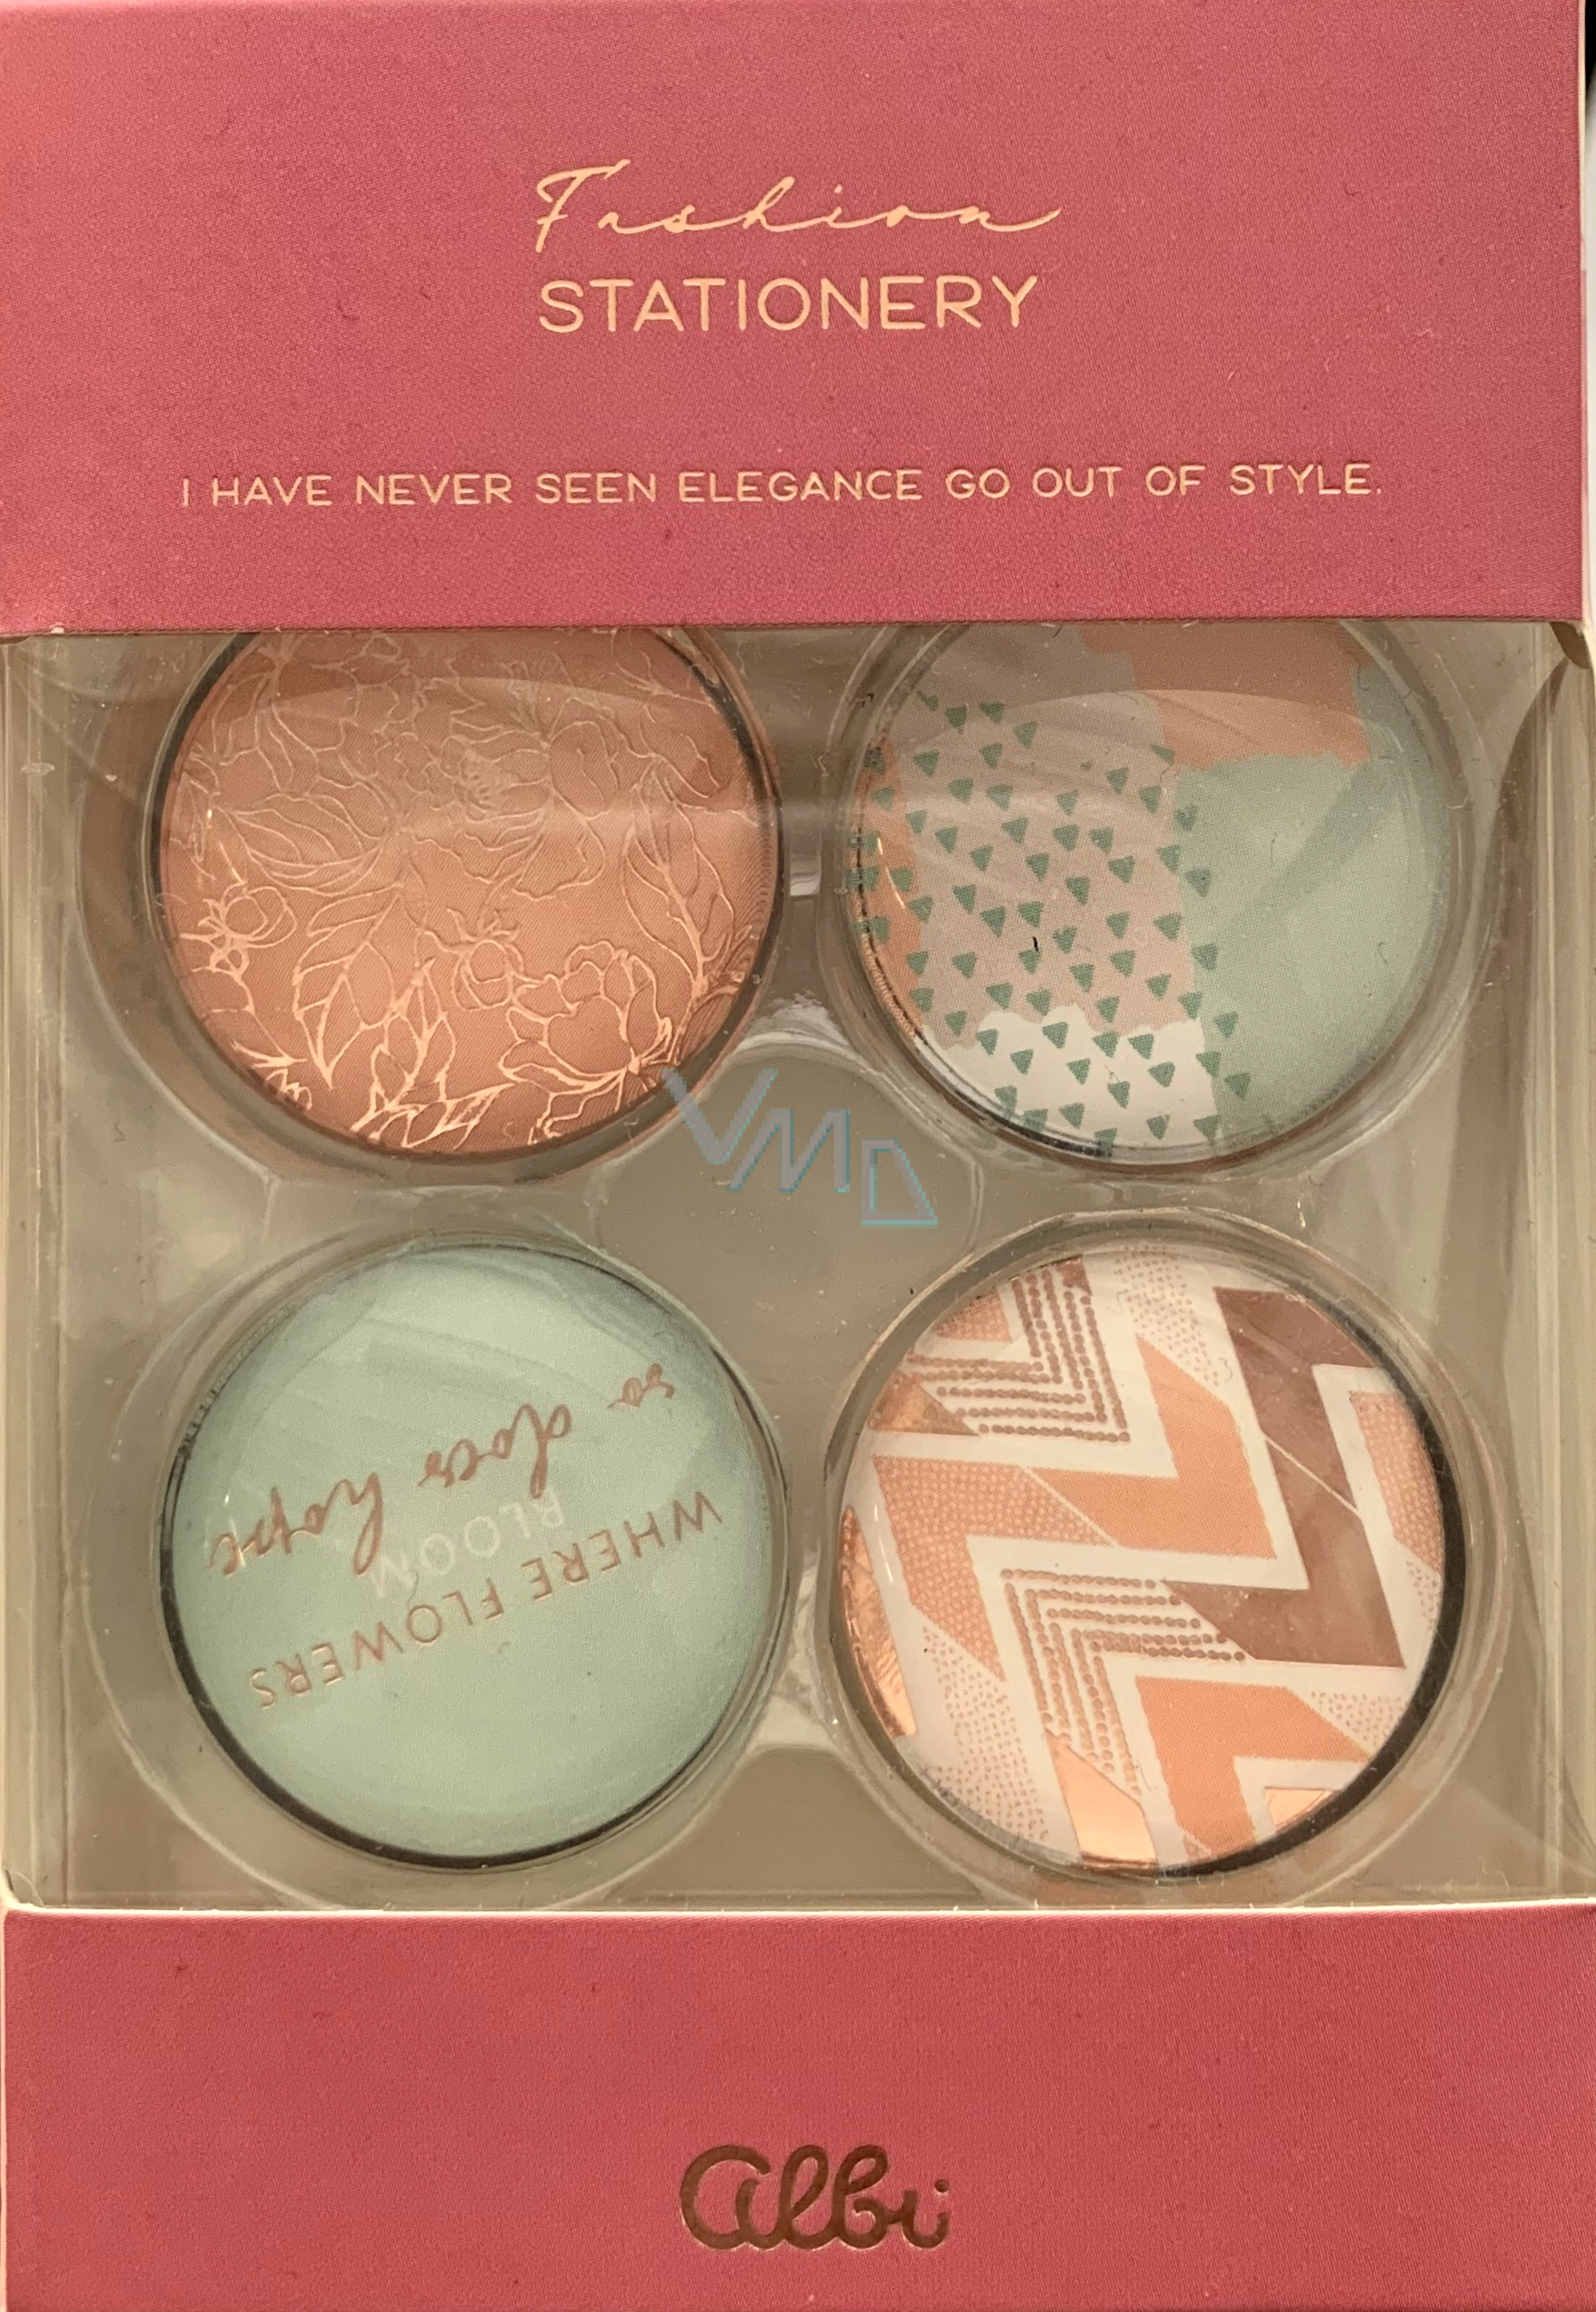 Fashion
STATIONERY
I HAVE NEVER SEEN ELEGANCE GO OUT OF STYLE.
VMD
WHERE FLOWERS
BLOOM
so does hope
albi